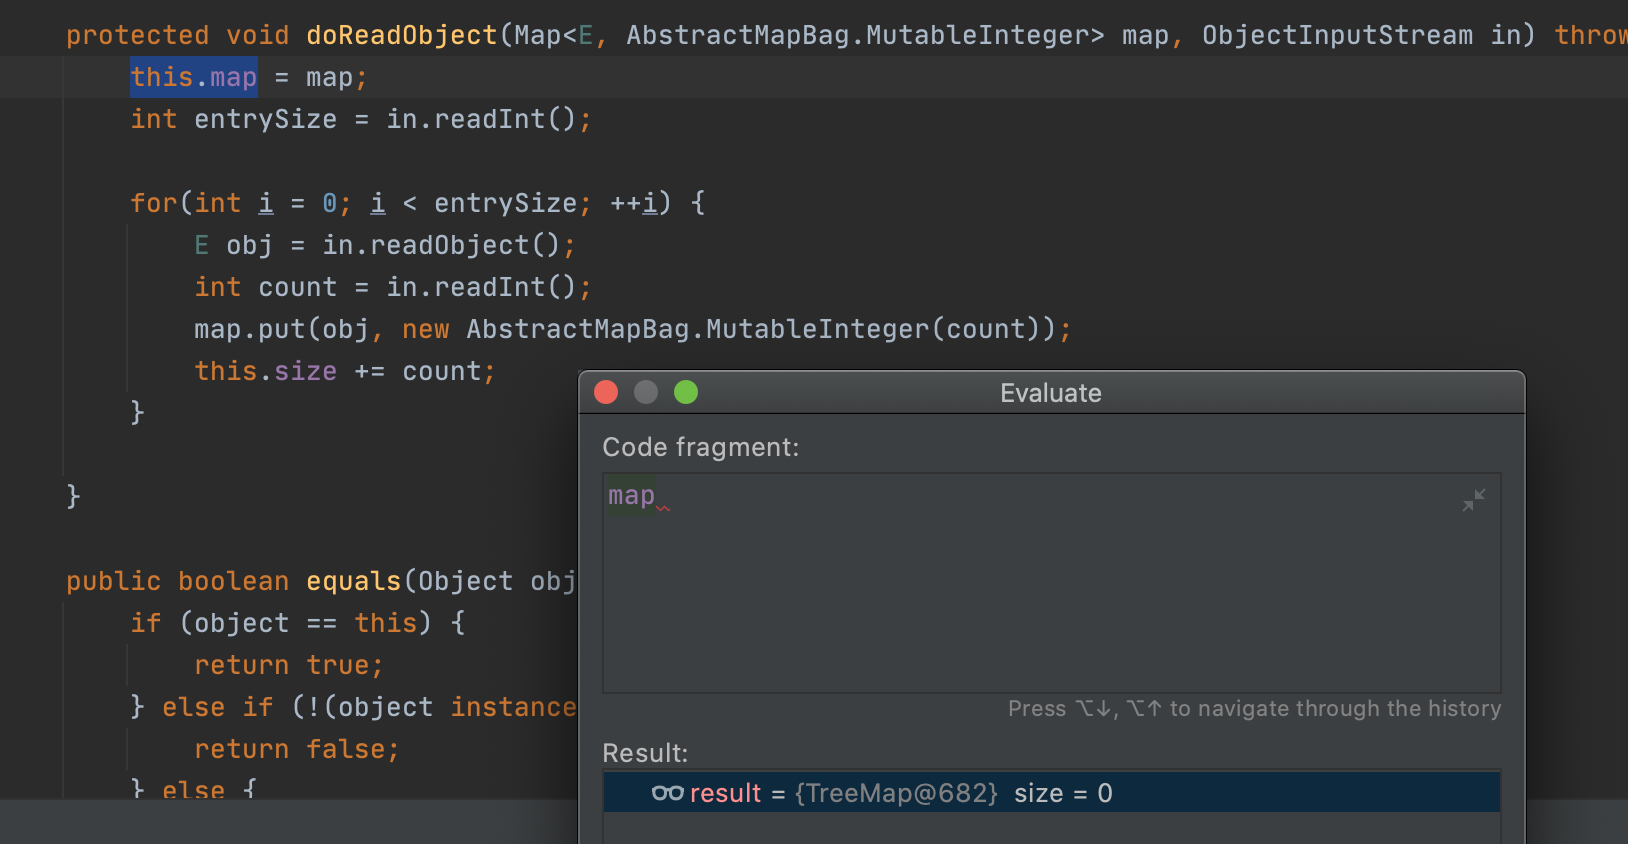 protected void doReadObject(Map<E, AbstractMapBag.MutableInteger> map, ObjectInputStream in) throw
this.map = map;
int entrySize = in.readInt();
for(int i = 0; i < entrySize; ++i) {
E obj = in.readObject();
int count = in.readInt();
map.put(obj, new AbstractMapBag.MutableInteger(count));
this.size += count;
}
}
public boolean equals(Object obj
if (object == this) {
return true;
} else if (!(object instance
return false;
} else {
Evaluate
Code fragment:
map
Press ⌥↓, ⌥↑ to navigate through the history
Result:
result = {TreeMap@682} size = 0